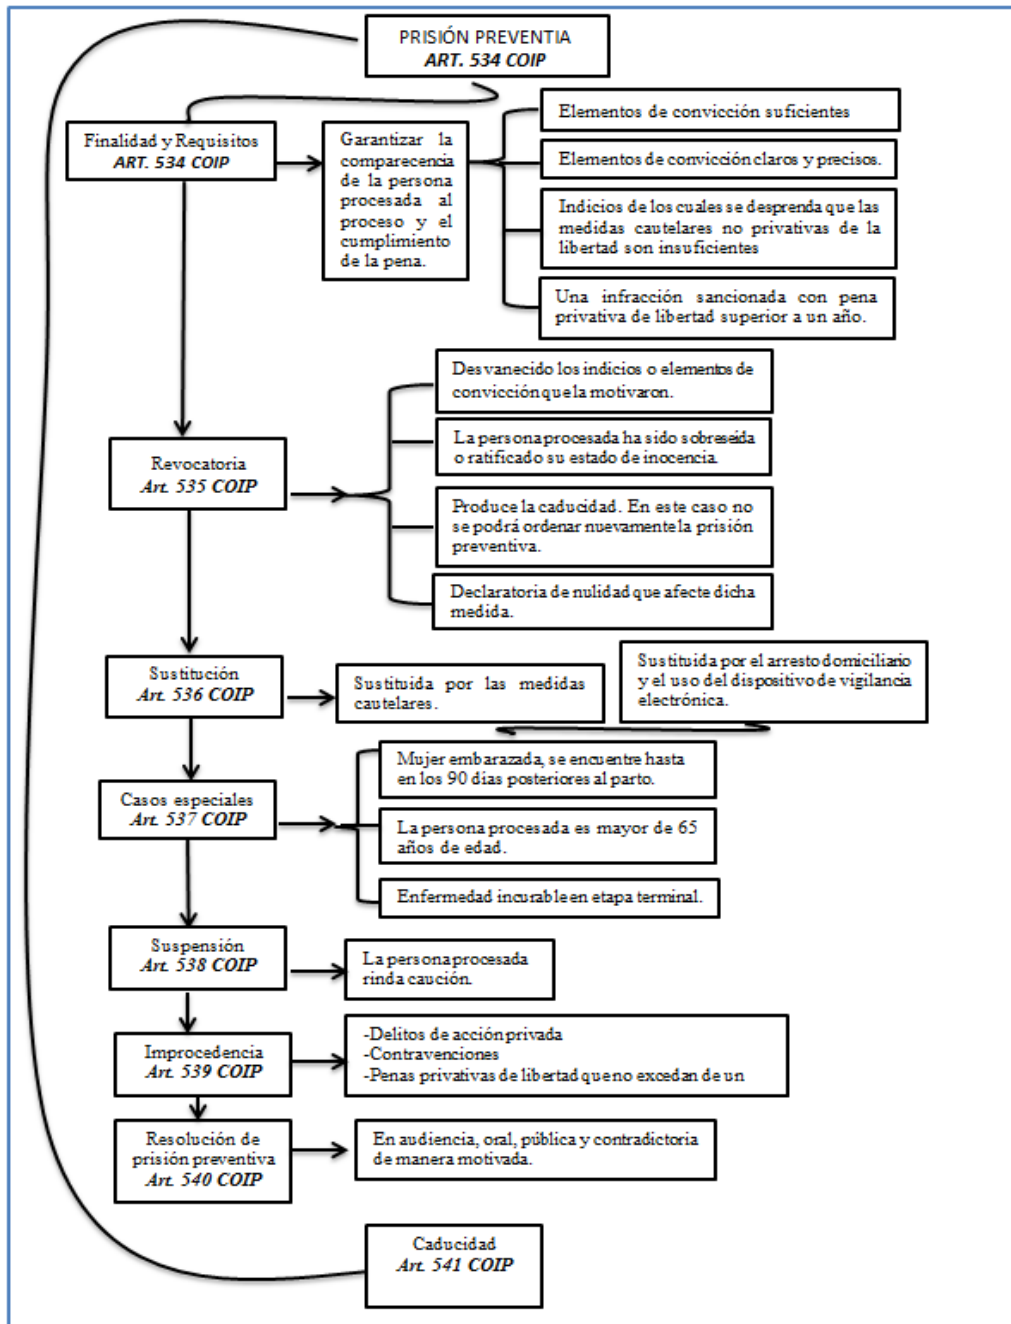 PRISIÓN PREVENTIA
ART. 534 COIP
Finalidad y Requisitos
ART. 534 COIP
Garantizar la
comparecencia
de la persona
procesada al
proceso y el
cumplimiento
de la pena.
Elementos de convicción suficientes
Elementos de convicción claros y precisos.
Indicios de los cuales se desprenda que las
medidas cautelares no privativas de la
libertad son insuficientes
Una infracción sancionada con pena
privativa de libertad superior a un año.
Revocatoria
Art. 535 COIP
Desvanecido los indicios o elementos de
convicción que la motivaron.
La persona procesada ha sido sobreseída
o ratificado su estado de inocencia.
Produce la caducidad. En este caso no
se podrá ordenar nuevamente la prisión
preventiva.
Declaratoria de nulidad que afecte dicha
medida.
Sustitución
Art. 536 COIP
Sustituida por las medidas
cautelares.
Sustituida por el arresto domiciliario
y el uso del dispositivo de vigilancia
electrónica.
Casos especiales
Art. 537 COIP
Mujer embarazada, se encuentre hasta
en los 90 días posteriores al parto.
La persona procesada es mayor de 65
años de edad.
Enfermedad incurable en etapa terminal.
Suspensión
Art. 538 COIP
La persona procesada
rinda caución.
Improcedencia
Art. 539 COIP
-Delitos de acción privada
-Contravenciones
-Penas privativas de libertad que no excedan de un
Resolución de
prisión preventiva
Art. 540 COIP
En audiencia, oral, pública y contradictoria
de manera motivada.
Caducidad
Art. 541 COIP